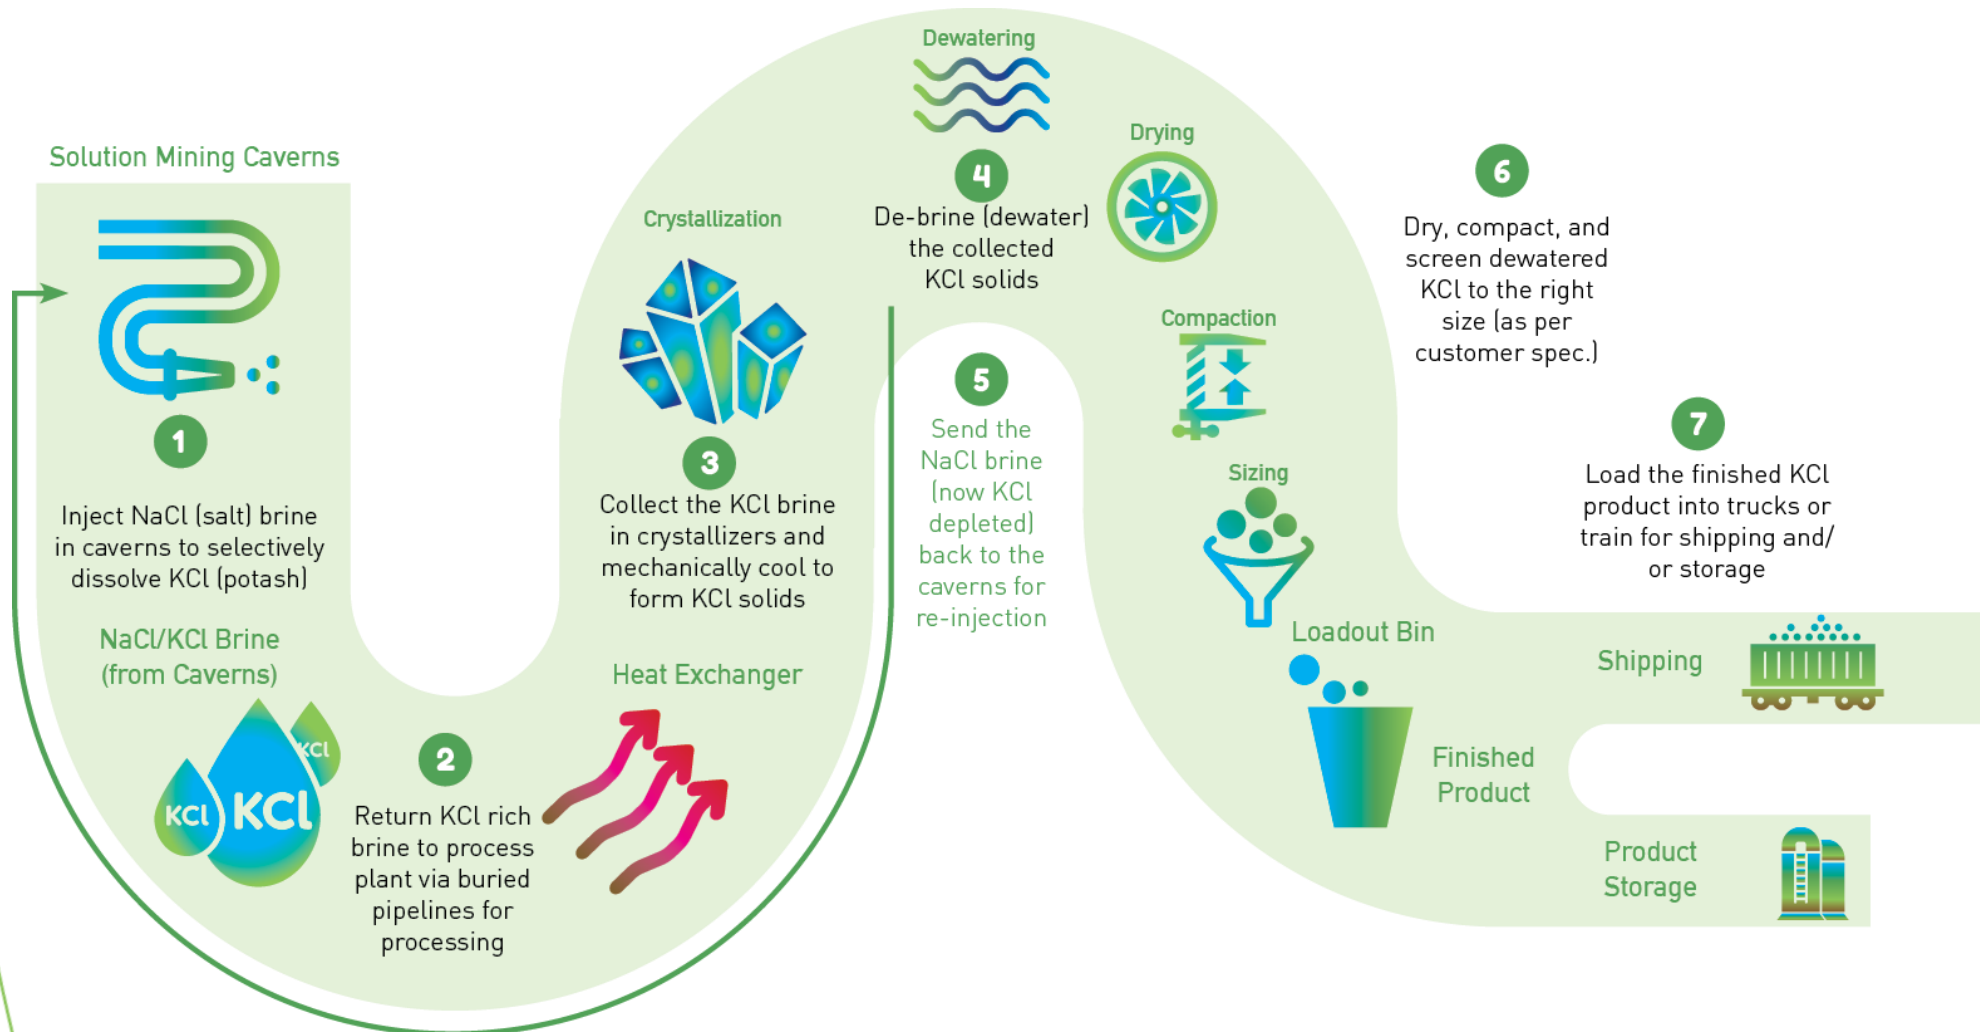 Solution Mining Caverns
1
Inject NaCl (salt) brine
in caverns to selectively
dissolve KCl (potash)
NaCl/KCl Brine
(from Caverns)
KCl
KCl
KCl
2
Return KCl rich
brine to process
plant via buried
pipelines for
processing
Heat Exchanger
Crystallization
3
Collect the KCl brine
in crystallizers and
mechanically cool to
form KCl solids
Dewatering
4
De-brine (dewater)
the collected
KCl solids
5
Send the
NaCl brine
(now KCl
depleted)
back to the
caverns for
re-injection
Drying
Compaction
Sizing
6
Dry, compact, and
screen dewatered
KCl to the right
size (as per
customer spec.)
Loadout Bin
Finished
Product
7
Load the finished KCl
product into trucks or
train for shipping and/
or storage
Shipping
Product
Storage